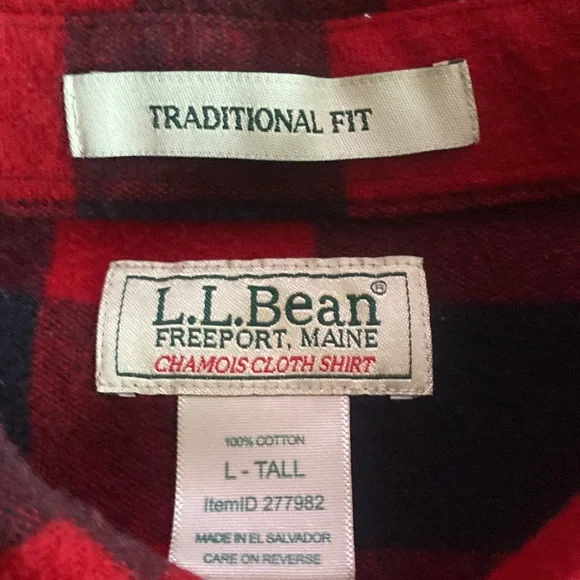 TRADITIONAL FIT
L.L.Bean®
FREEPORT, MAINE
CHAMOIS CLOTH SHIRT
100% COTTON
L - TALL
ItemID 277982
MADE IN EL SALVADOR
CARE ON REVERSE